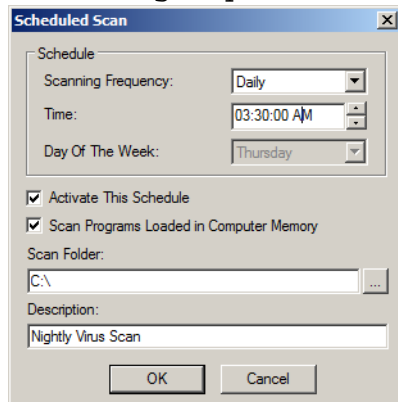 Scheduled Scan
Schedule
Scanning Frequency: Daily
Time: 03:30:00 AM
Day Of The Week: Thursday
Activate This Schedule
Scan Programs Loaded in Computer Memory
Scan Folder:
C:\
...
Description:
Nightly Virus Scan
OK Cancel